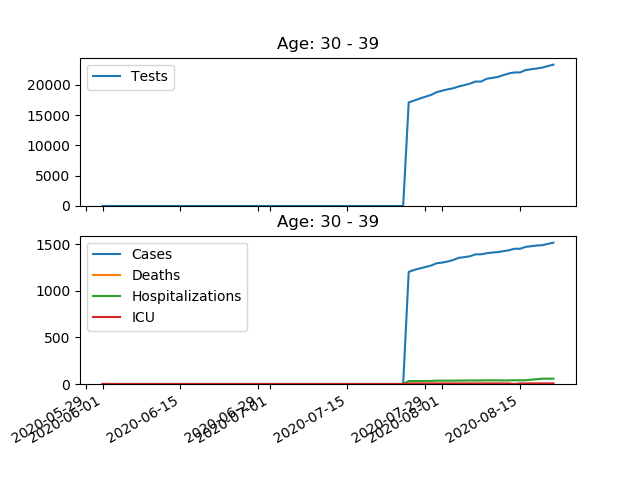 Age: 30 - 39
Tests
20000
15000
10000
5000
0
Age: 30 - 39
Cases
Deaths
Hospitalizations
ICU
1500
1000
500
0
2020-05-29
2020-06-01
2020-06-15
2020-06-29
2020-07-01
2020-07-15
2020-07-29
2020-08-01
2020-08-15